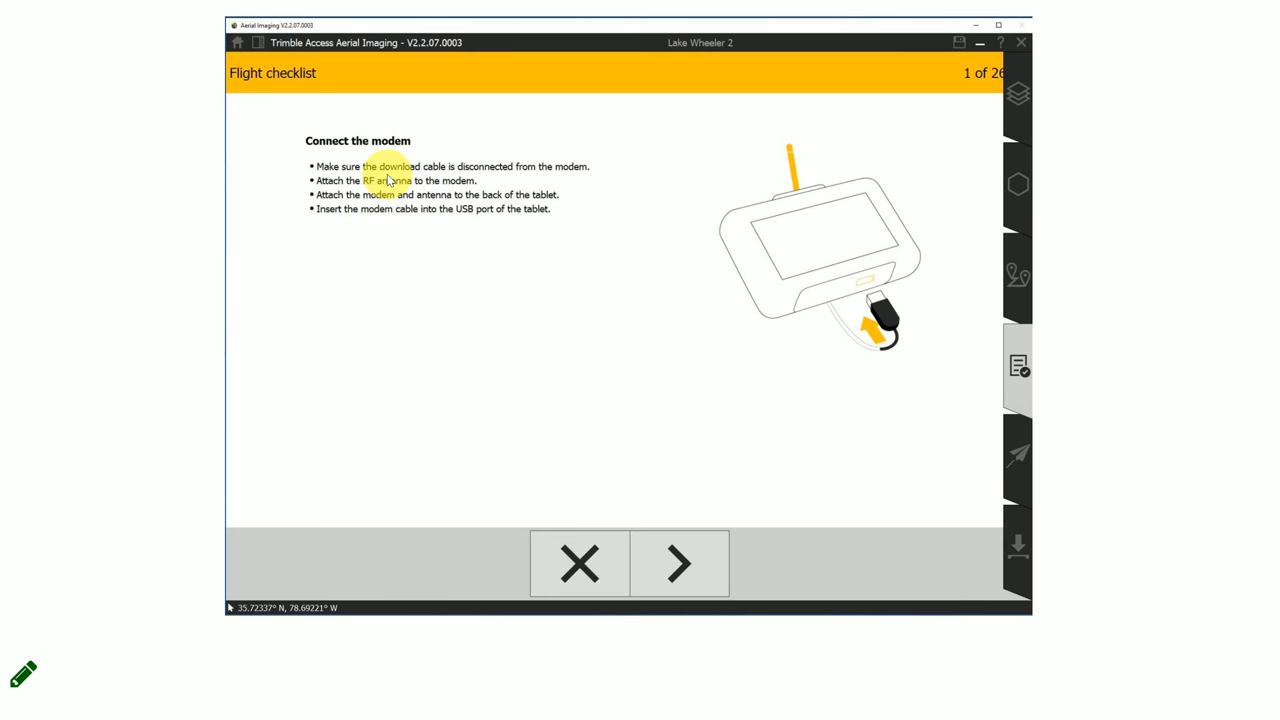 Aerial Imaging V2.2.07.0003
Trimble Access Aerial Imaging - V2.2.07.0003 Lake Wheeler 2 ?
Flight checklist 1 of 26
Connect the modem
• Make sure the download cable is disconnected from the modem.
• Attach the RF antenna to the modem.
• Attach the modem and antenna to the back of the tablet.
• Insert the modem cable into the USB port of the tablet.
35.72337° N, 78.69221° W